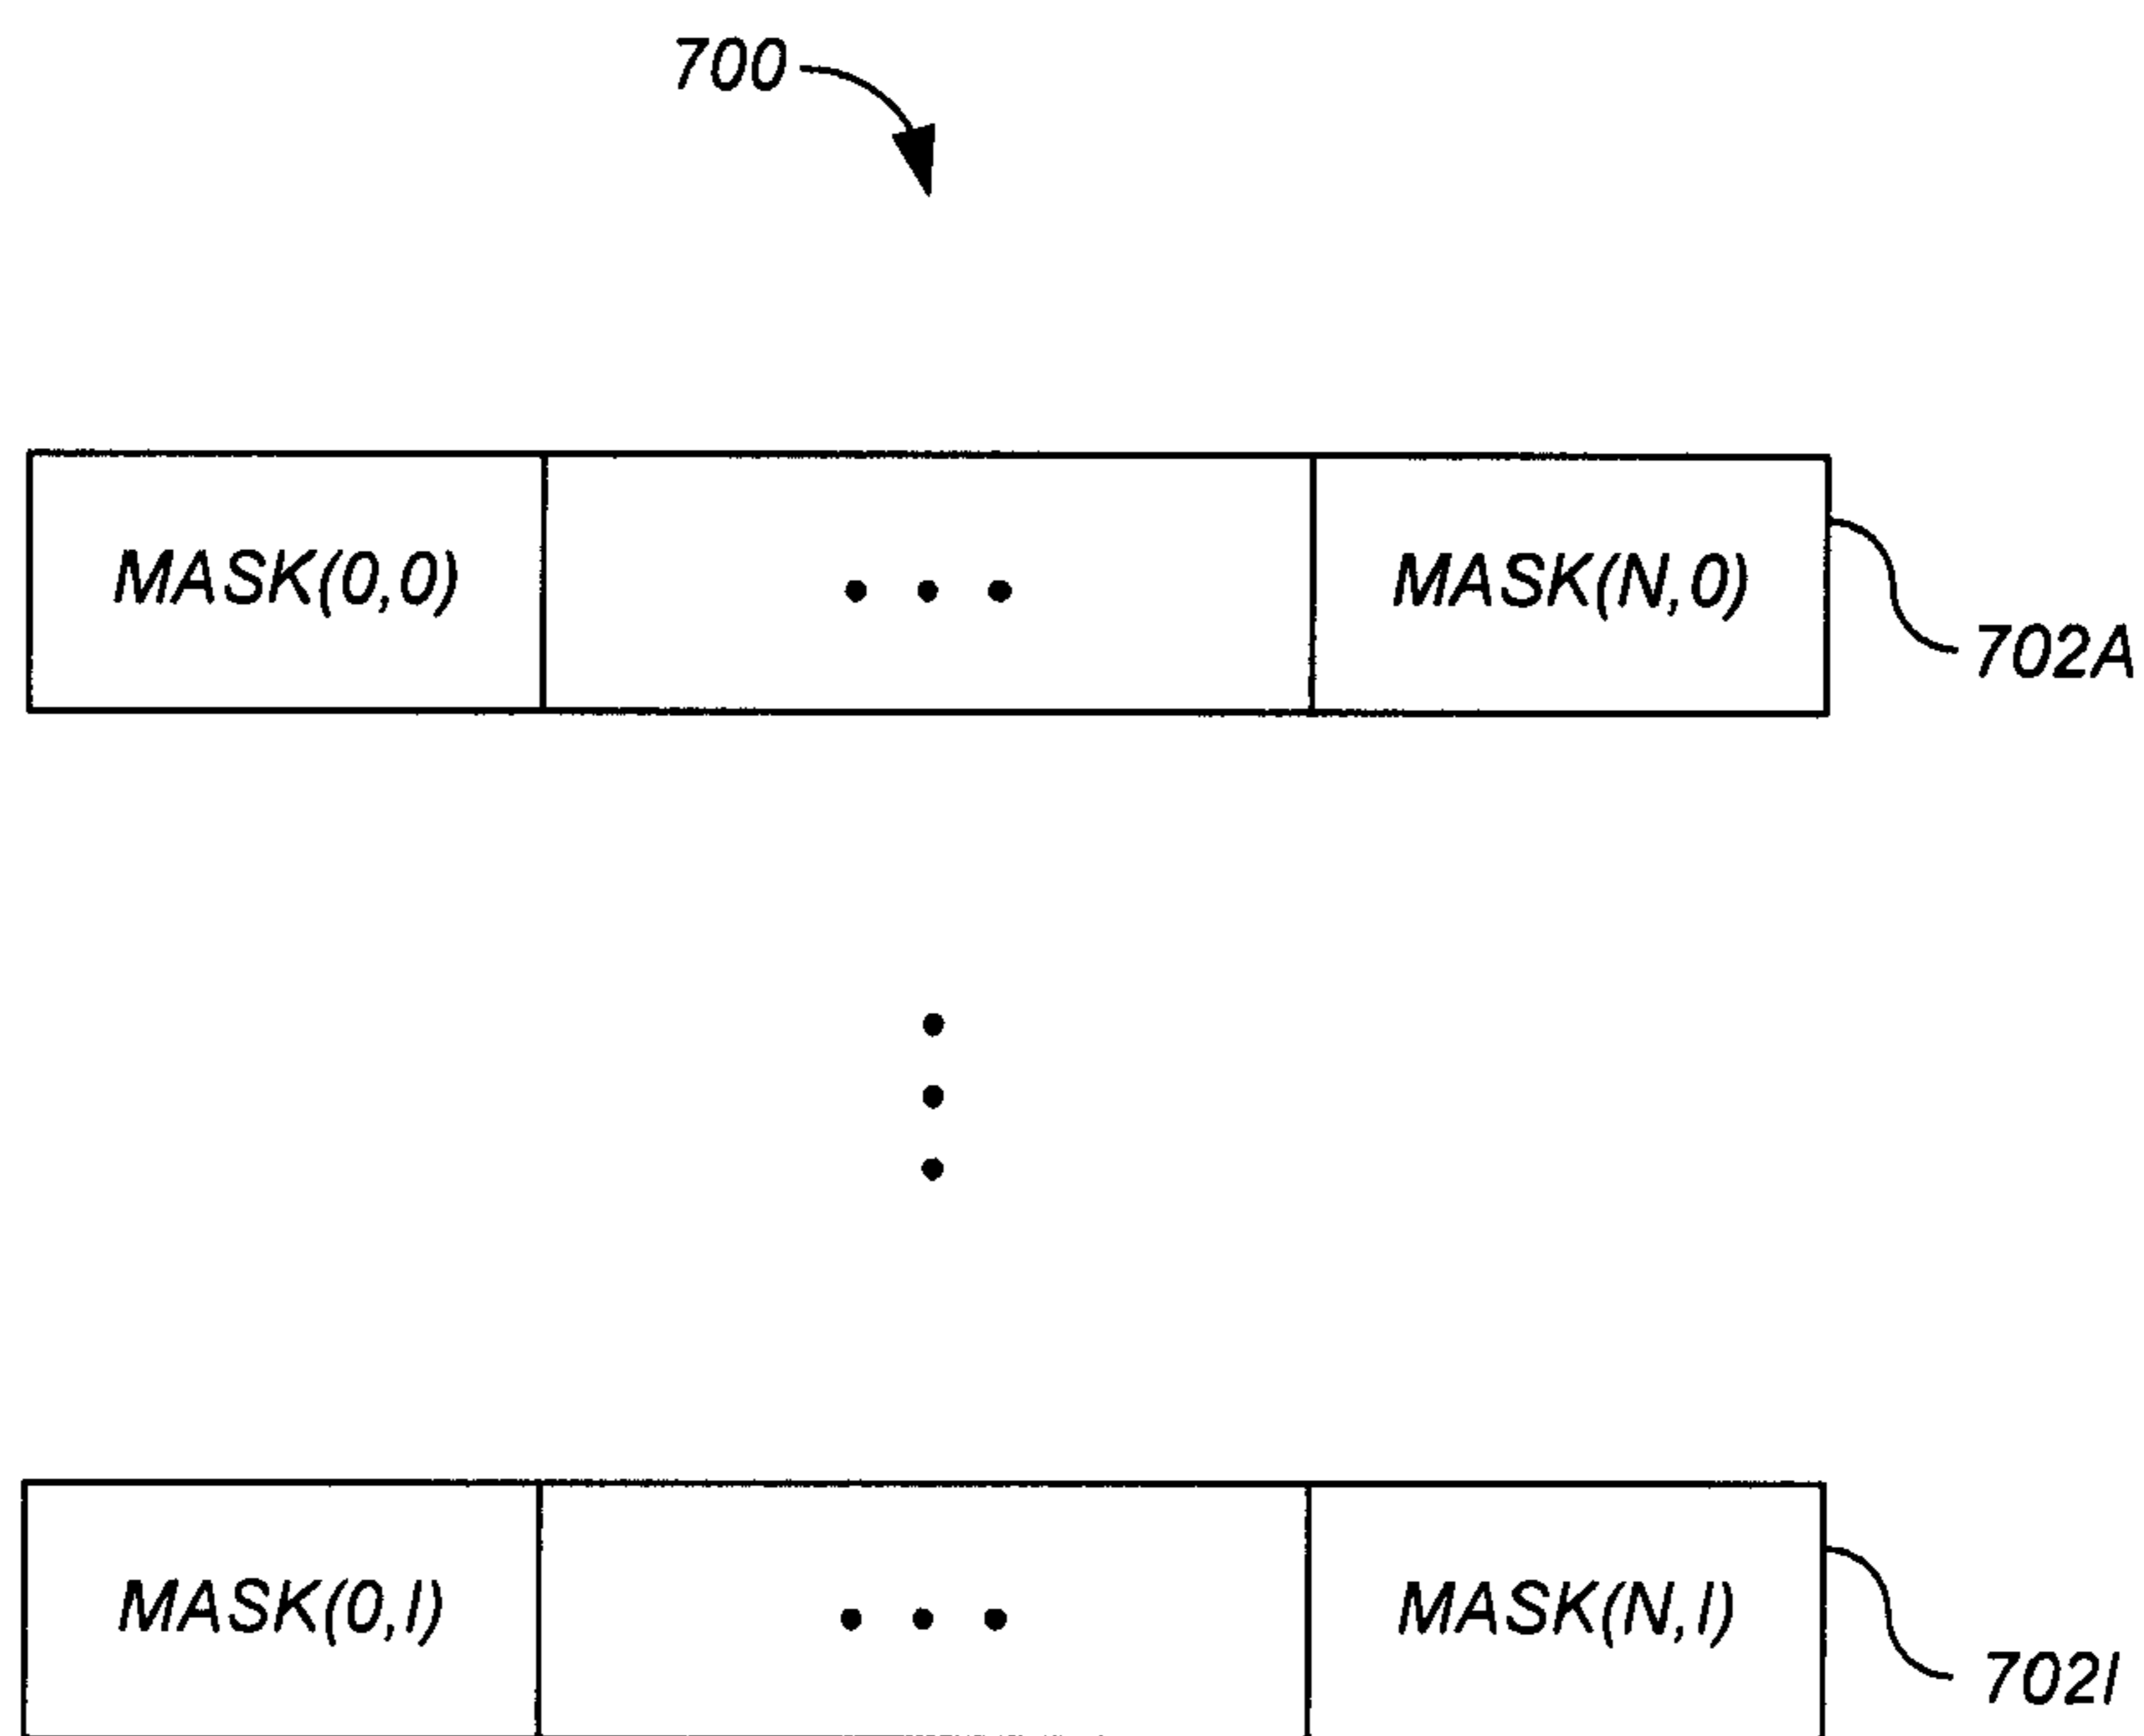 700
MASK(0,0) • • • MASK(N,0)
702A
MASK(0,I) • • • MASK(N,I)
702I